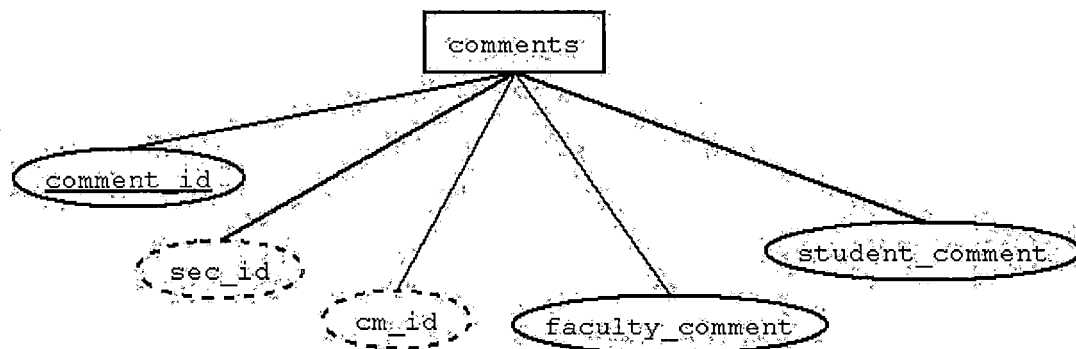 comments
comment_id
sec_id
cm_id
faculty_comment
student_comment